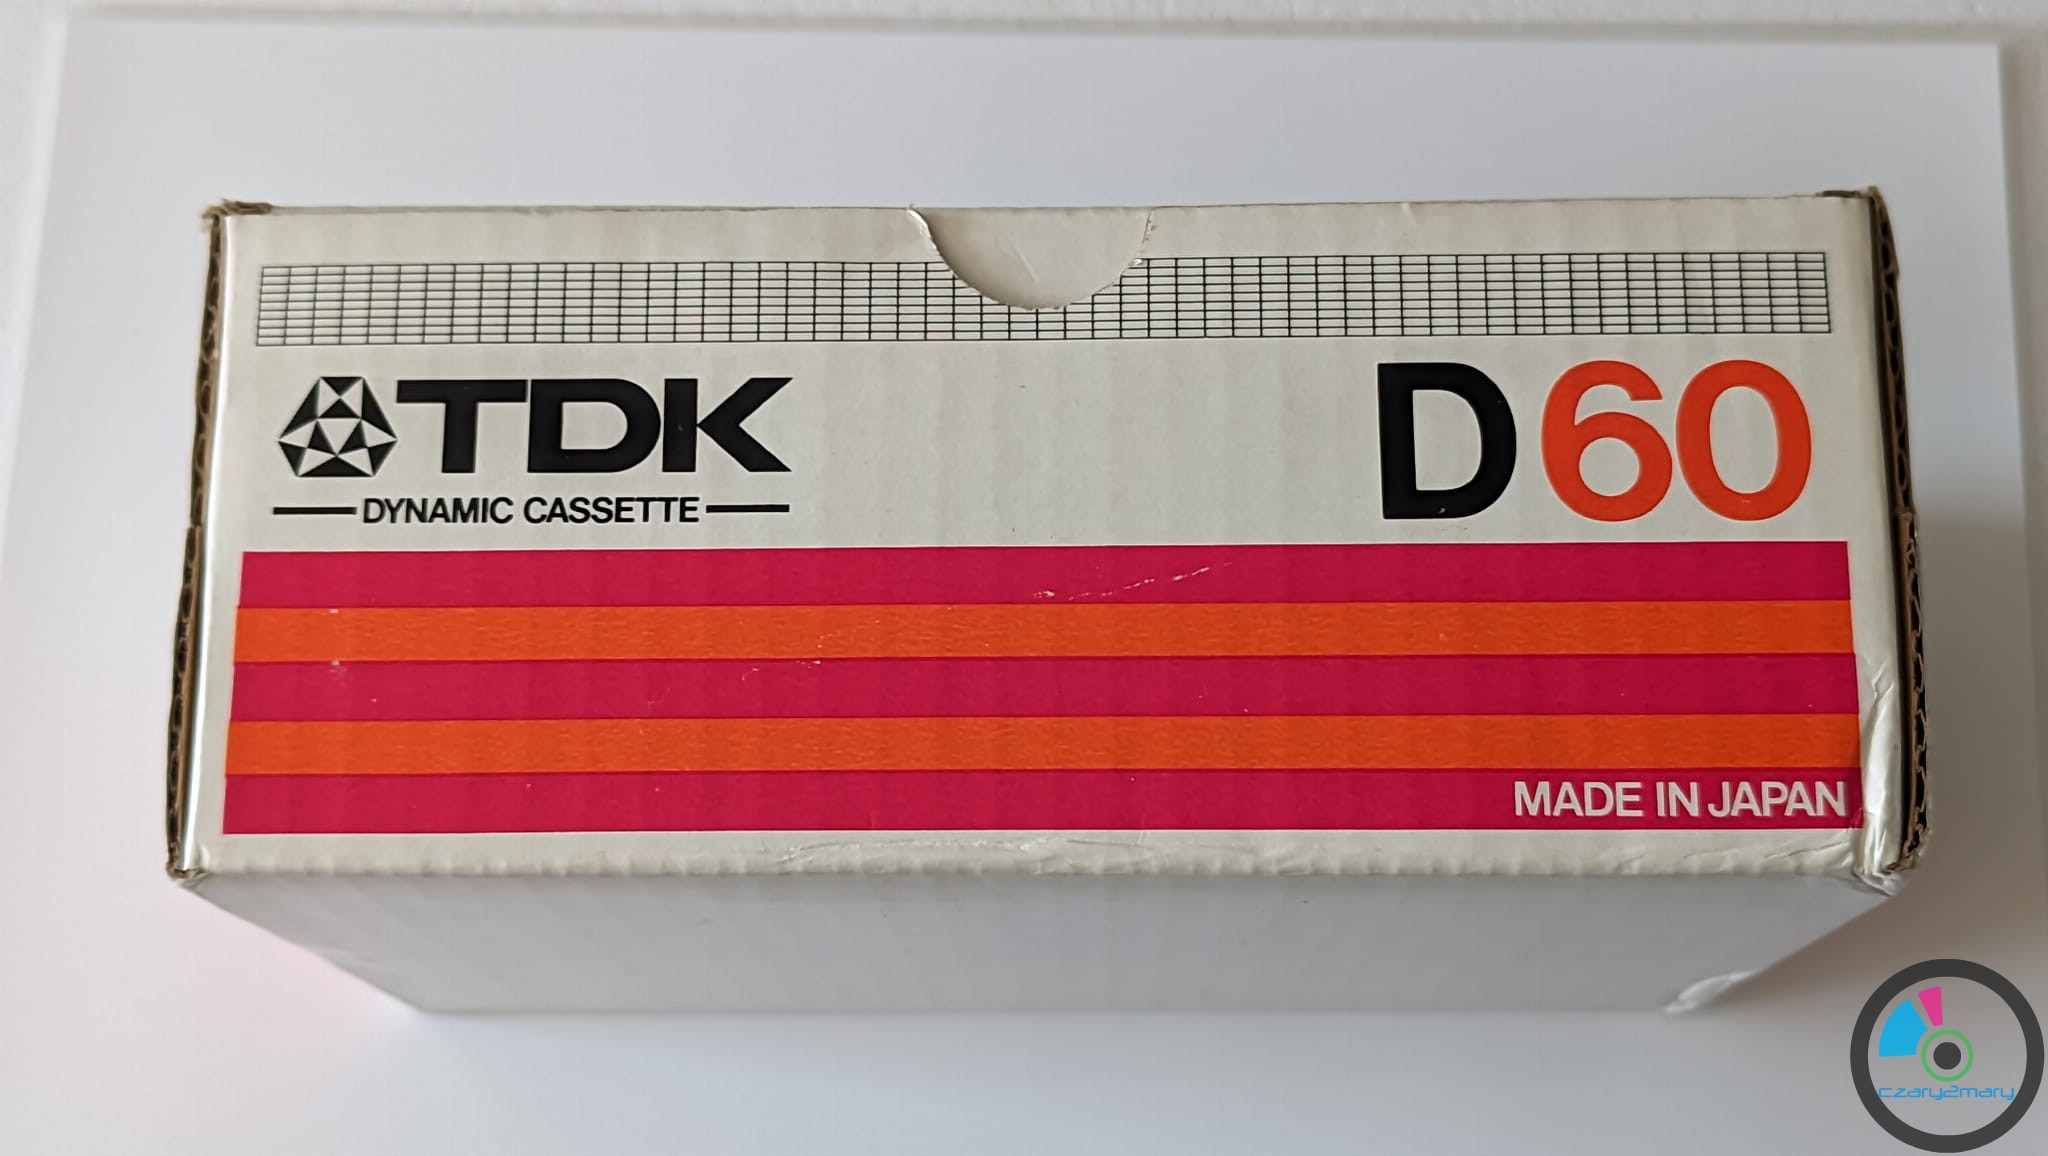 TDK
DYNAMIC CASSETTE
D60
MADE IN JAPAN
czary2mary